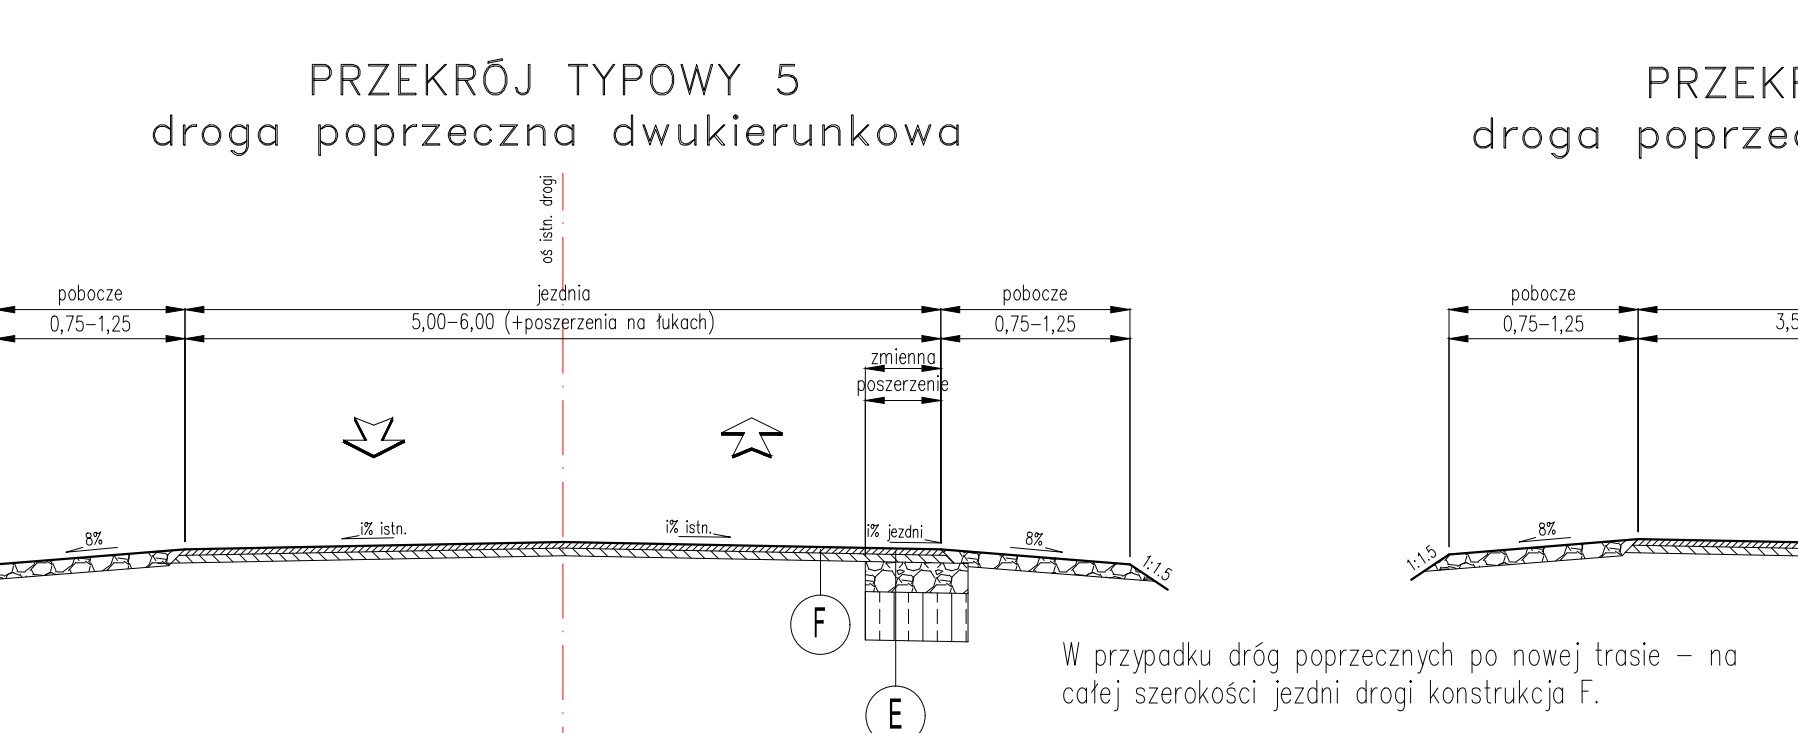 PRZEKRÓJ TYPOWY 5
droga poprzeczna dwukierunkowa
oś istn. drogi
pobocze
jezdnia
pobocze
0,75-1,25
5,00-6,00 (+poszerzenia na łukach)
0,75-1,25
zmienna
poszerzenie
8%
i% istn.
i% istn.
i% jezdni
8%
1:1.5
F
E
W przypadku dróg poprzecznych po nowej trasie – na
całej szerokości jezdni drogi konstrukcja F.
PRZEKR
droga poprzec
pobocze
0,75-1,25
3,5
8%
1:1.5